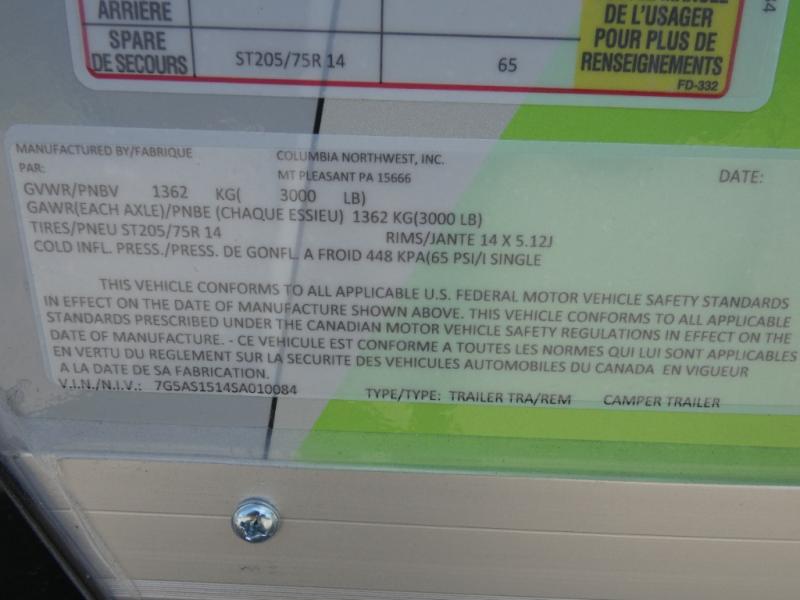 ARRIÈRE
SPARE
DE SECOURS
ST205/75R 14
65
DE L'USAGER
POUR PLUS DE
RENSEIGNEMENTS
FD-332
MANUFACTURED BY/FABRIQUE
PAR:
COLUMBIA NORTHWEST, INC.
MT PLEASANT PA 15666
DATE:
GVWR/PNBV 1362 KG( 3000 LB)
GAWR(EACH AXLE)/PNBE (CHAQUE ESSIEU) 1362 KG(3000 LB)
TIRES/PNEU ST205/75R 14 RIMS/JANTE 14 X 5.12J
COLD INFL. PRESS./PRESS. DE GONFL. A FROID 448 KPA(65 PSI/I SINGLE
THIS VEHICLE CONFORMS TO ALL APPLICABLE U.S. FEDERAL MOTOR VEHICLE SAFETY STANDARDS
IN EFFECT ON THE DATE OF MANUFACTURE SHOWN ABOVE. THIS VEHICLE CONFORMS TO ALL APPLICABLE
STANDARDS PRESCRIBED UNDER THE CANADIAN MOTOR VEHICLE SAFETY REGULATIONS IN EFFECT ON THE
DATE OF MANUFACTURE. - CE VEHICULE EST CONFORME A TOUTES LES NORMES QUI LUI SONT APPLICABLES
EN VERTU DU REGLEMENT SUR LA SECURITE DES VEHICULES AUTOMOBILES DU CANADA EN VIGUEUR
A LA DATE DE SA FABRICATION.
V.I.N./N.I.V.: 7G5AS1514SA010084 TYPE/TYPE: TRAILER TRA/REM CAMPER TRAILER